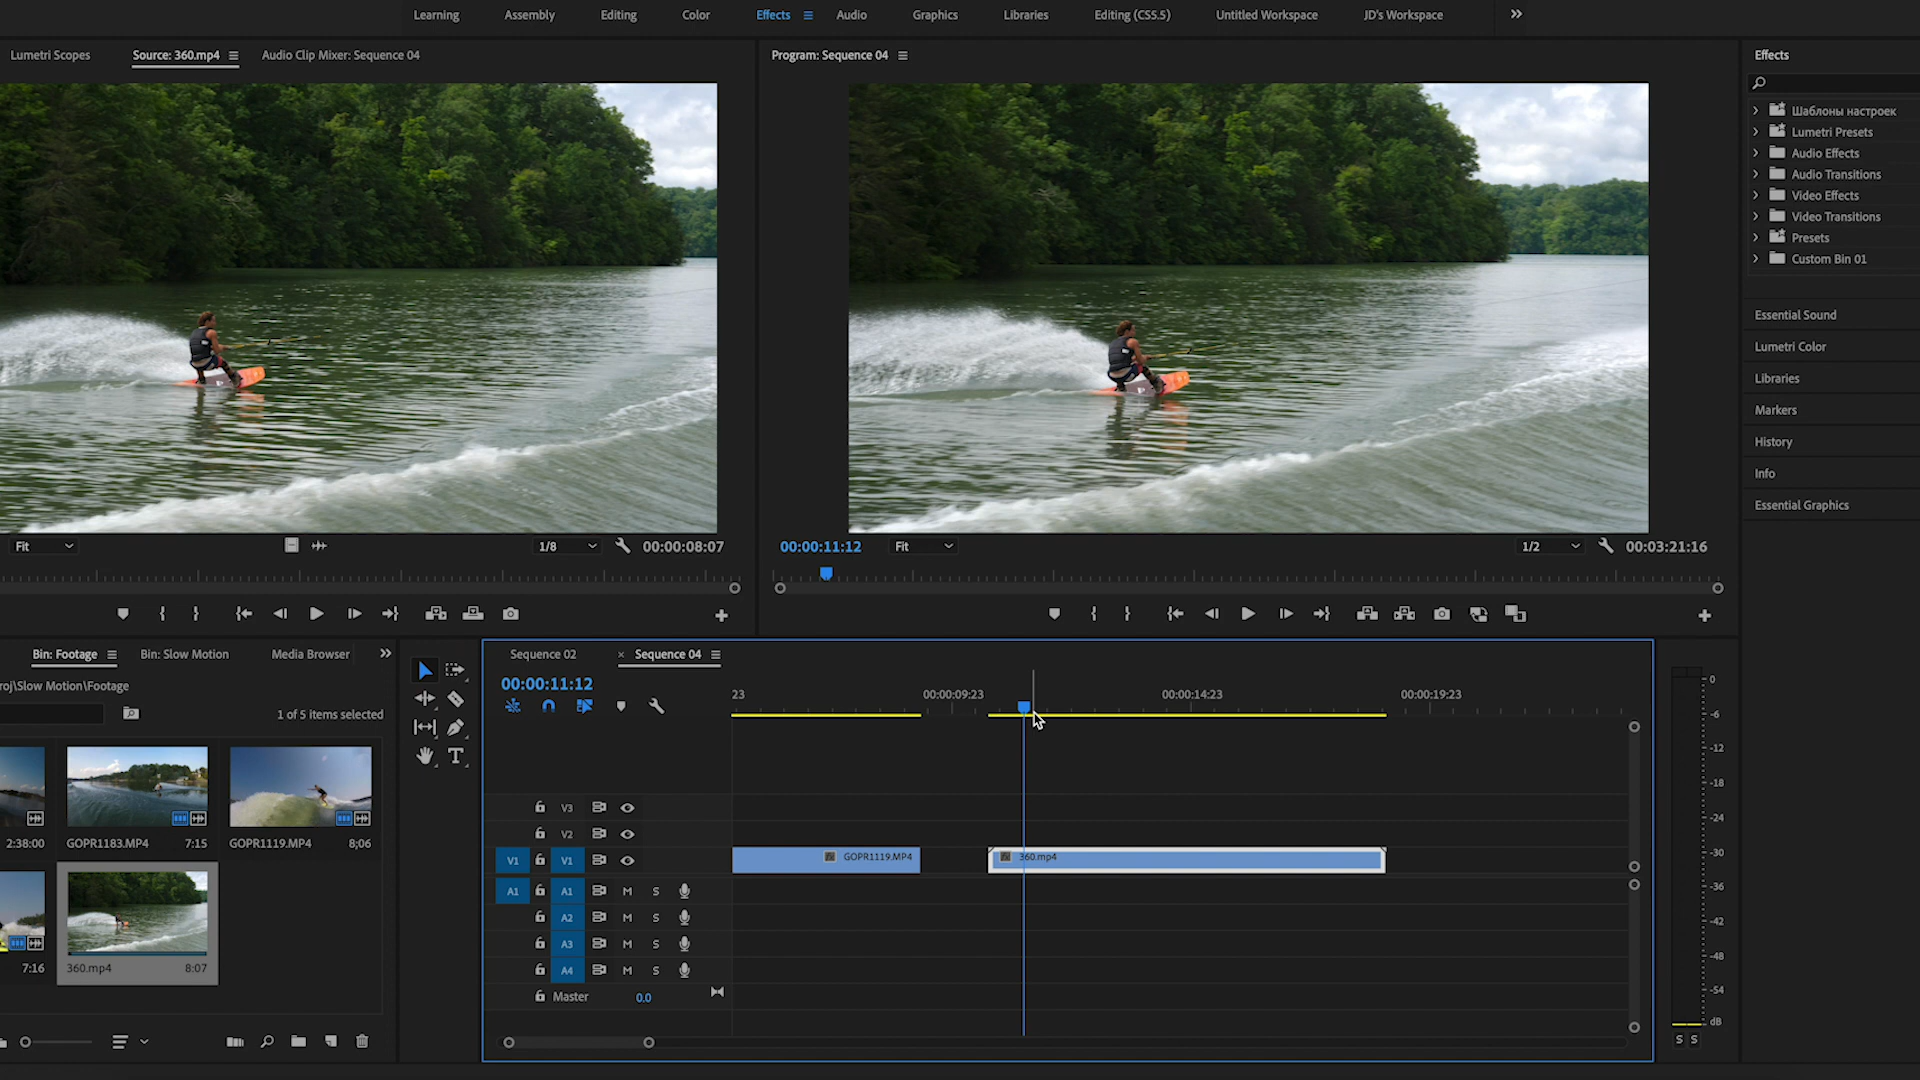 Learning Assembly Editing Color Effects Audio Graphics Libraries Editing (CS5.5) Untitled Workspace JD's Workspace
Lumetri Scopes Source: 360.mp4 Audio Clip Mixer: Sequence 04
Program: Sequence 04
Effects
Шаблоны настроек
Lumetri Presets
Audio Effects
Audio Transitions
Video Effects
Video Transitions
Presets
Custom Bin 01
Essential Sound
Lumetri Color
Libraries
Markers
History
Info
Essential Graphics
Fit 1/8 00:00:08:07
00:00:11:12 Fit 1/2 00:03:21:16
Bin: Footage Bin: Slow Motion Media Browser
roj\Slow Motion\Footage
1 of 5 items selected
2:38:00 GOPR1183.MP4 7:15 GOPR1119.MP4 8;06
7:16 360.mp4 8:07
Sequence 02 × Sequence 04
00:00:11:12
23 00:00:09:23 00:00:14:23 00:00:19:23
V3
V2
V1 V1 GOPR1119.MP4 360.mp4
A1 A1 M S
A2 M S
A3 M S
A4 M S
Master 0.0
0
-6
-12
-18
-24
-30
-36
-42
-48
-54
dB
S S